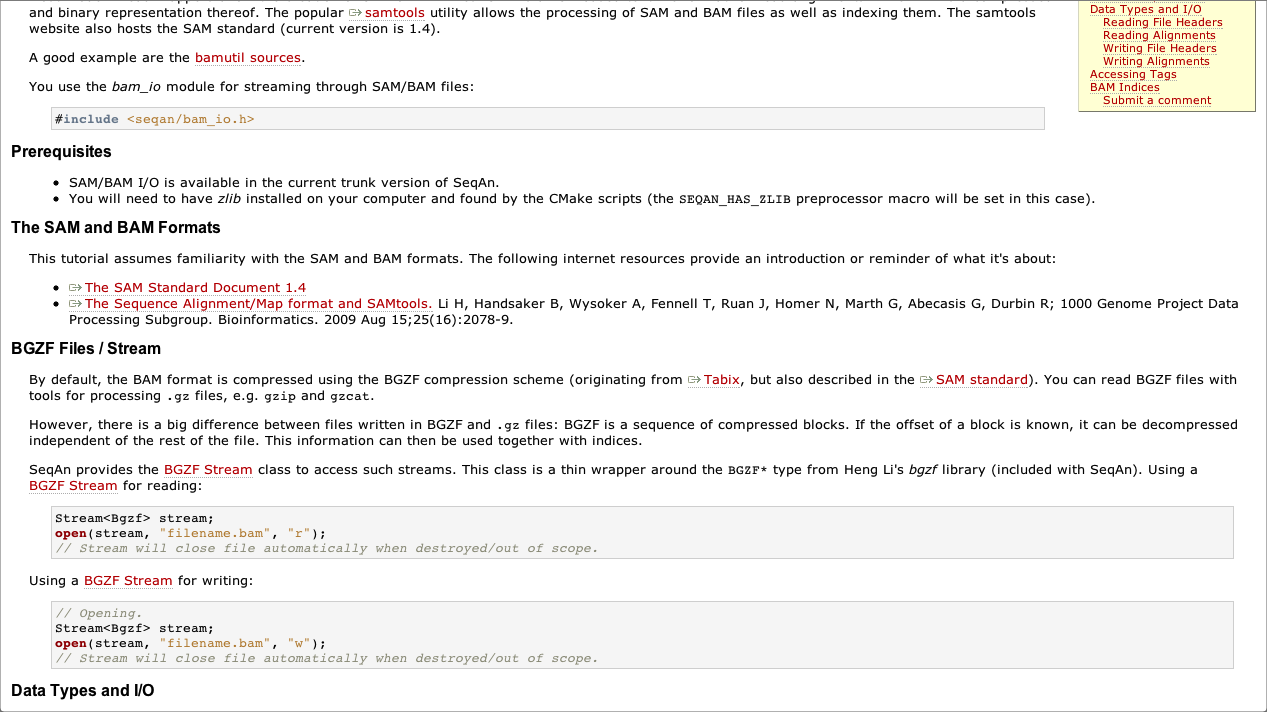 and binary representation thereof. The popular samtools utility allows the processing of SAM and BAM files as well as indexing them. The samtools
website also hosts the SAM standard (current version is 1.4).
A good example are the bamutil sources.
You use the bam_io module for streaming through SAM/BAM files:
#include <seqan/bam_io.h>
Data Types and I/O
Reading File Headers
Reading Alignments
Writing File Headers
Writing Alignments
Accessing Tags
BAM Indices
Submit a comment
Prerequisites
• SAM/BAM I/O is available in the current trunk version of SeqAn.
• You will need to have zlib installed on your computer and found by the CMake scripts (the SEQAN_HAS_ZLIB preprocessor macro will be set in this case).
The SAM and BAM Formats
This tutorial assumes familiarity with the SAM and BAM formats. The following internet resources provide an introduction or reminder of what it's about:
• The SAM Standard Document 1.4
• The Sequence Alignment/Map format and SAMtools. Li H, Handsaker B, Wysoker A, Fennell T, Ruan J, Homer N, Marth G, Abecasis G, Durbin R; 1000 Genome Project Data
Processing Subgroup. Bioinformatics. 2009 Aug 15;25(16):2078-9.
BGZF Files / Stream
By default, the BAM format is compressed using the BGZF compression scheme (originating from Tabix, but also described in the SAM standard). You can read BGZF files with
tools for processing .gz files, e.g. gzip and gzcat.
However, there is a big difference between files written in BGZF and .gz files: BGZF is a sequence of compressed blocks. If the offset of a block is known, it can be decompressed
independent of the rest of the file. This information can then be used together with indices.
SeqAn provides the BGZF Stream class to access such streams. This class is a thin wrapper around the BGZF* type from Heng Li's bgzf library (included with SeqAn). Using a
BGZF Stream for reading:
Stream<Bgzf> stream;
open(stream, "filename.bam", "r");
// Stream will close file automatically when destroyed/out of scope.
Using a BGZF Stream for writing:
// Opening.
Stream<Bgzf> stream;
open(stream, "filename.bam", "w");
// Stream will close file automatically when destroyed/out of scope.
Data Types and I/O